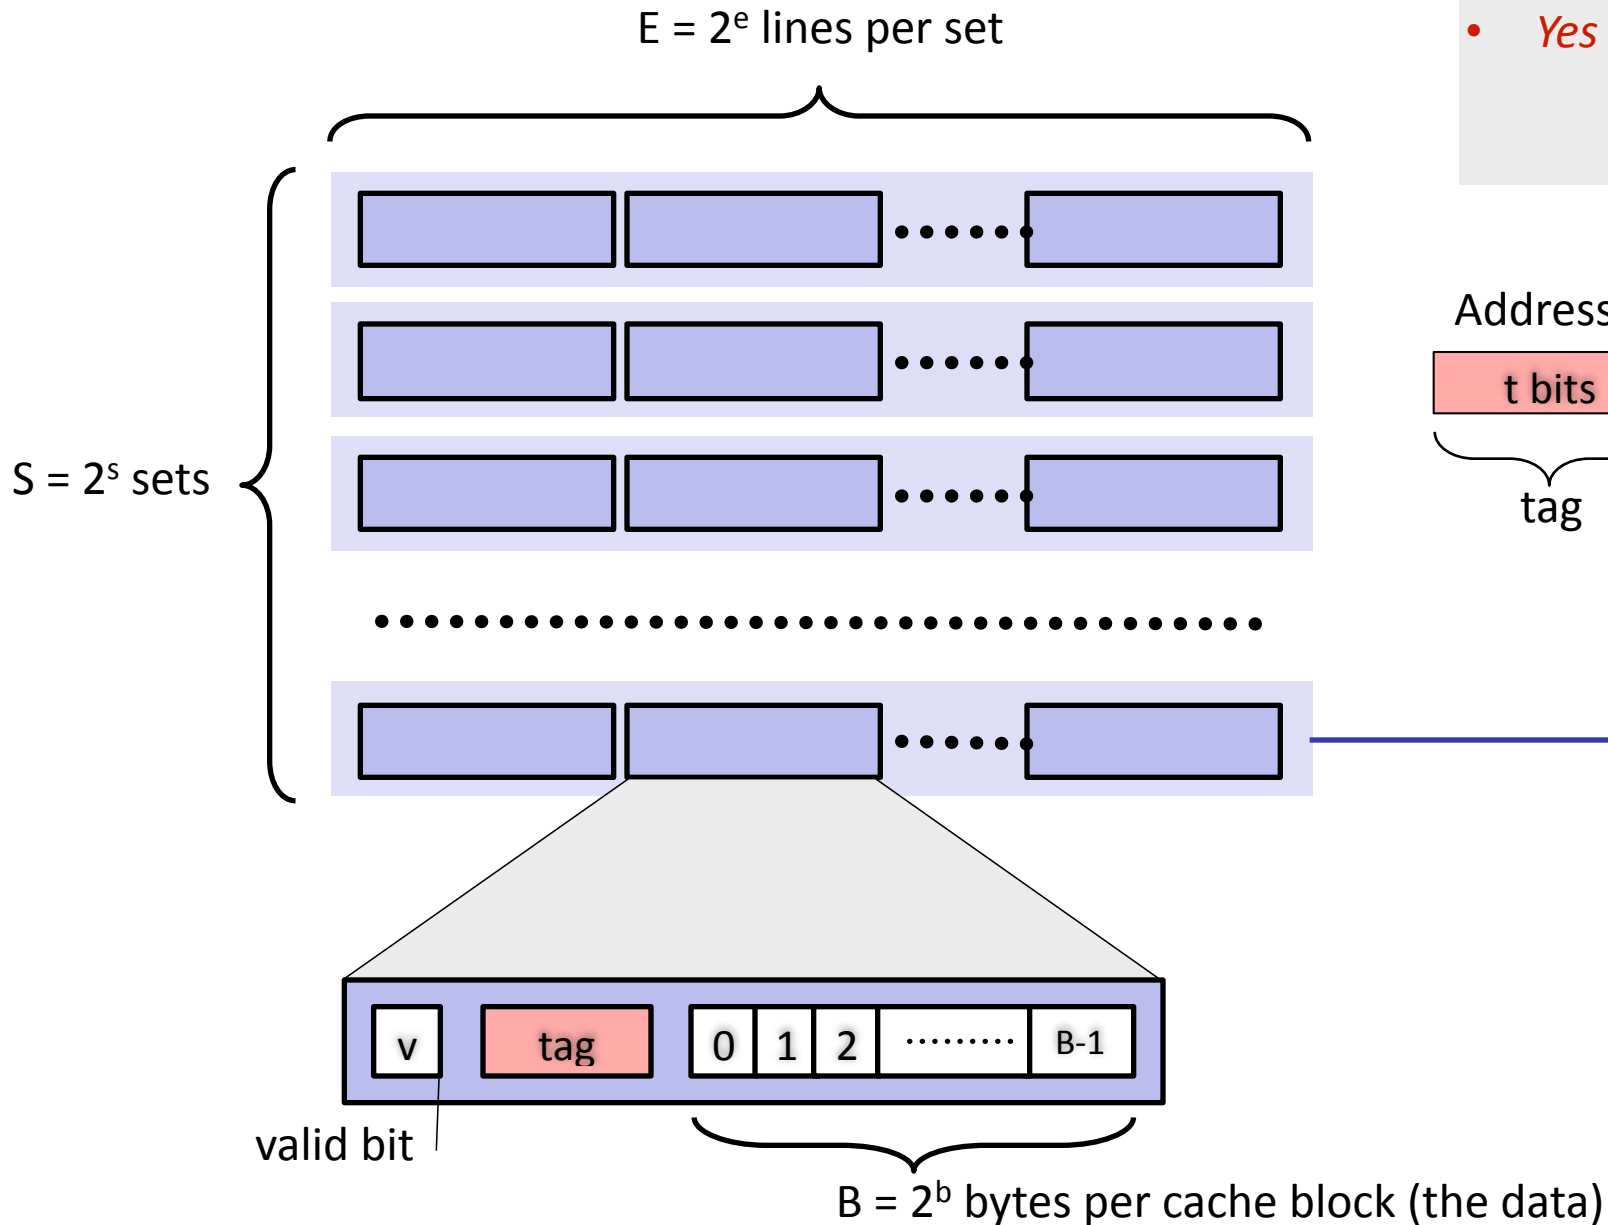 E = 2ᵉ lines per set
• Yes
Address
t bits
tag
S = 2ˢ sets
v tag 0 1 2 ········· B-1
valid bit
B = 2ᵇ bytes per cache block (the data)